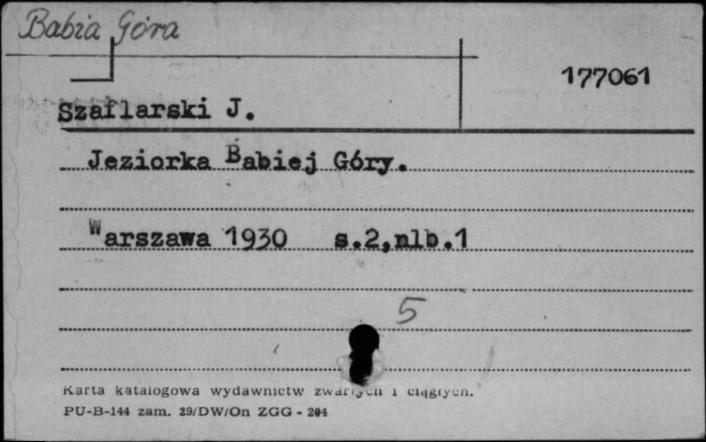 Babia Góra
177061
Szaflarski J.
Jeziorka Babiej Góry.
Warszawa 1930 s.2,nlb.1
5
Karta katalogowa wydawnictw zwartych i ciągłych.
PU-B-144 zam. 29/DW/On ZGG - 294